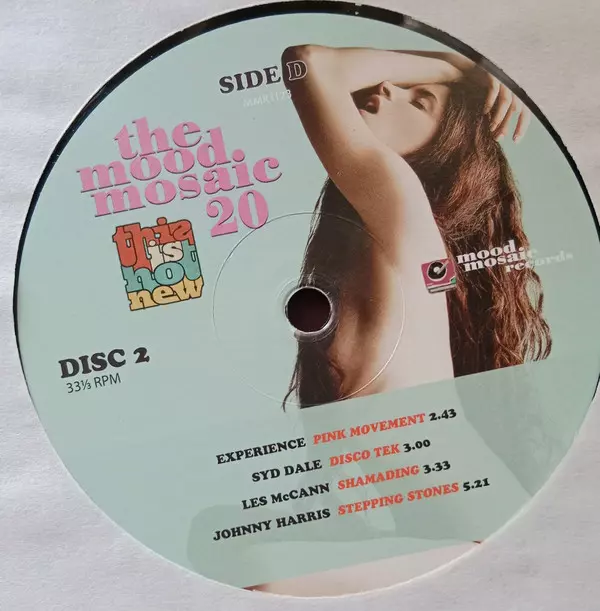 SIDE D
the
mood.
mosaic
20
this
is
not
new
mood.
mosaic
records
DISC 2
33⅓ RPM
EXPERIENCE PINK MOVEMENT 2.43
SYD DALE DISCO TEK 3.00
LES McCANN SHAMADING 3.33
JOHNNY HARRIS STEPPING STONES 5.21